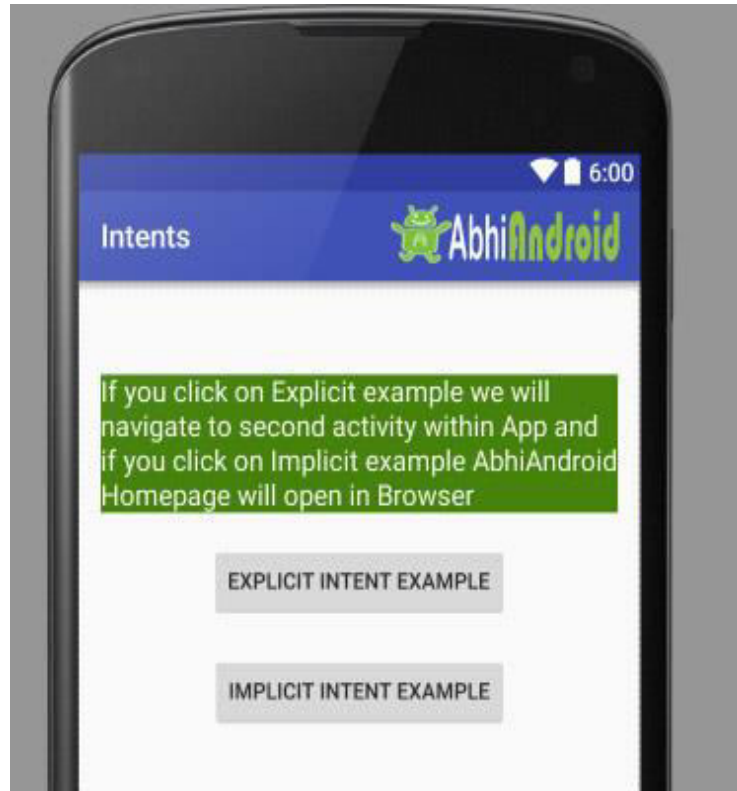 6:00
Intents
AbhiAndroid
If you click on Explicit example we will
navigate to second activity within App and
if you click on Implicit example AbhiAndroid
Homepage will open in Browser
EXPLICIT INTENT EXAMPLE
IMPLICIT INTENT EXAMPLE